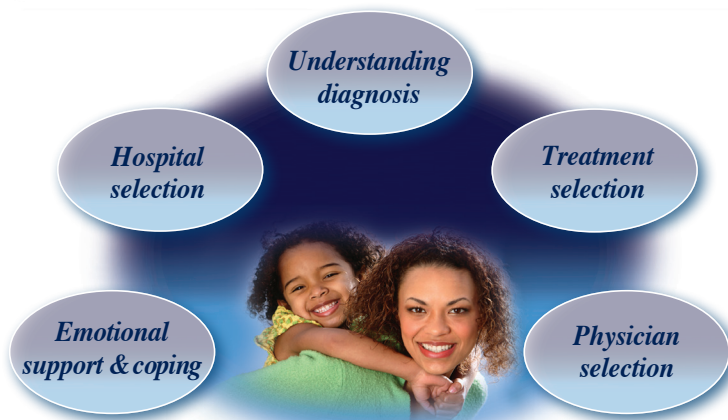 Understanding
diagnosis
Hospital
selection
Treatment
selection
Emotional
support & coping
Physician
selection